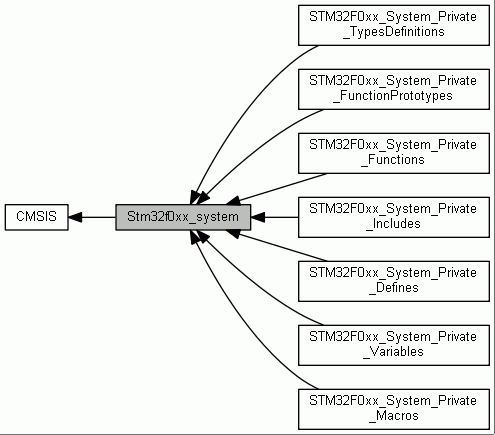 STM32F0xx_System_Private
_TypesDefinitions
STM32F0xx_System_Private
_FunctionPrototypes
STM32F0xx_System_Private
_Functions
CMSIS
Stm32f0xx_system
STM32F0xx_System_Private
_Includes
STM32F0xx_System_Private
_Defines
STM32F0xx_System_Private
_Variables
STM32F0xx_System_Private
_Macros